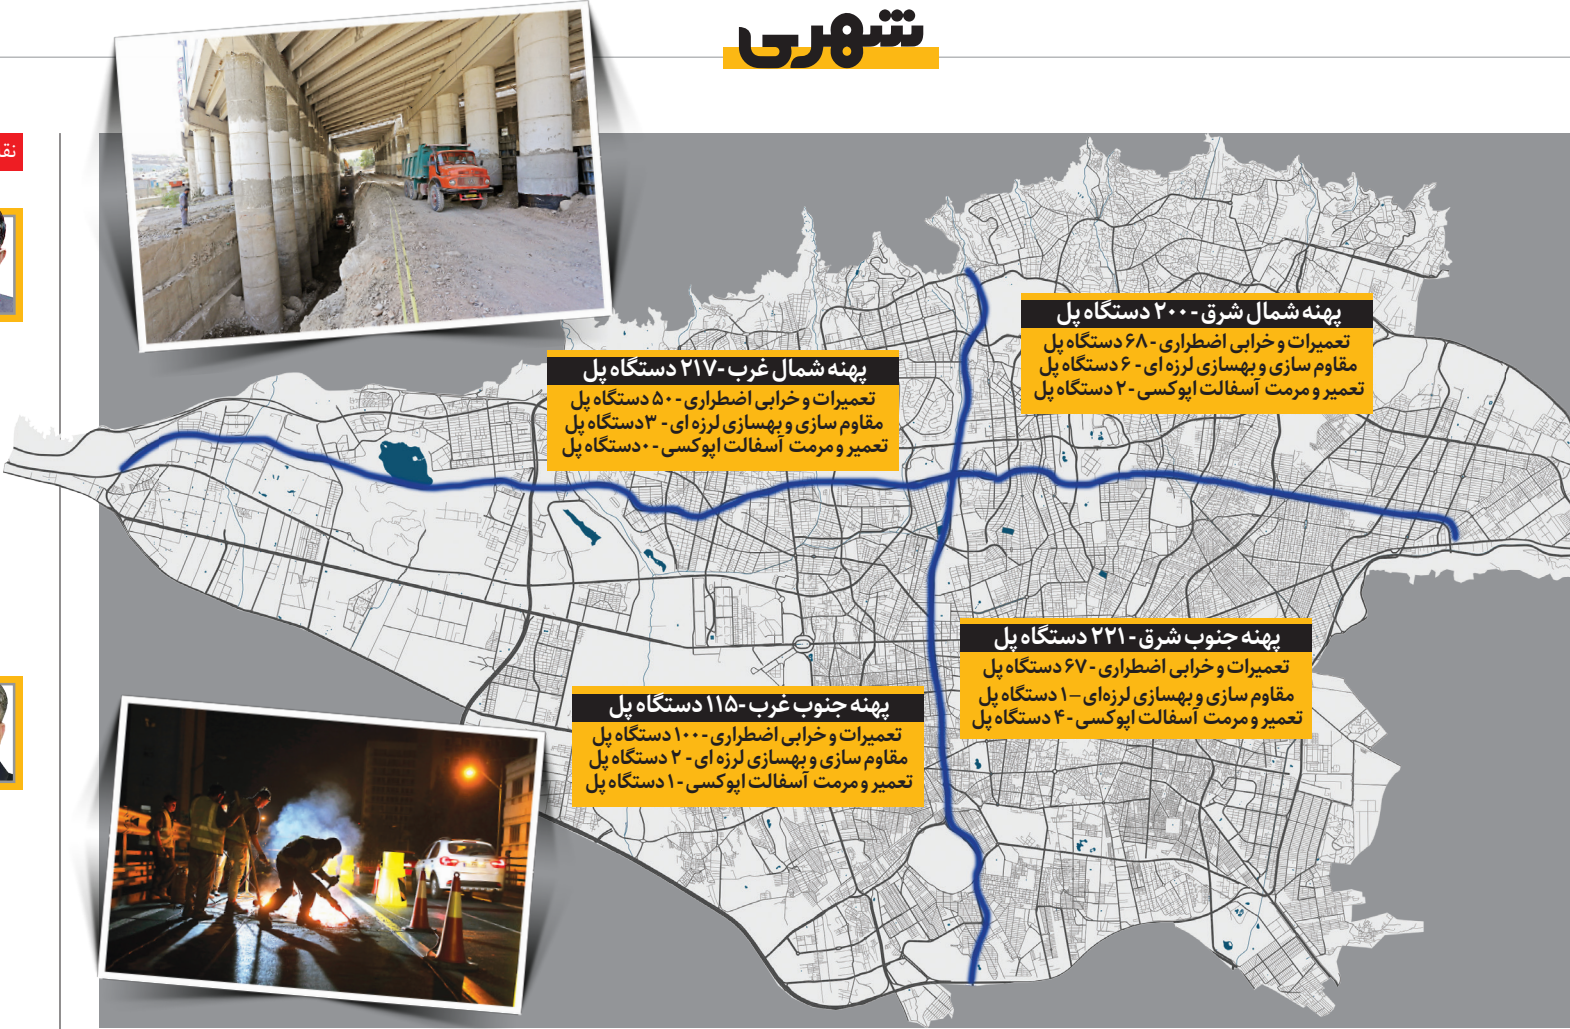 شهری
نقـ
پهنه شمال شرق - ۲۰۰ دستگاه پل
تعمیرات و خرابی اضطراری - ۶۸ دستگاه پل
مقاوم سازی و بهسازی لرزه ای - ۶ دستگاه پل
تعمیر و مرمت آسفالت اپوکسی - ۲ دستگاه پل
پهنه شمال غرب - ۲۱۷ دستگاه پل
تعمیرات و خرابی اضطراری - ۵۰ دستگاه پل
مقاوم سازی و بهسازی لرزه ای - ۳ دستگاه پل
تعمیر و مرمت آسفالت اپوکسی - ۰ دستگاه پل
پهنه جنوب شرق - ۲۲۱ دستگاه پل
تعمیرات و خرابی اضطراری - ۶۷ دستگاه پل
مقاوم سازی و بهسازی لرزه‌ای – ۱ دستگاه پل
تعمیر و مرمت آسفالت اپوکسی - ۴ دستگاه پل
پهنه جنوب غرب - ۱۱۵ دستگاه پل
تعمیرات و خرابی اضطراری - ۱۰۰ دستگاه پل
مقاوم سازی و بهسازی لرزه ای - ۲ دستگاه پل
تعمیر و مرمت آسفالت اپوکسی - ۱ دستگاه پل